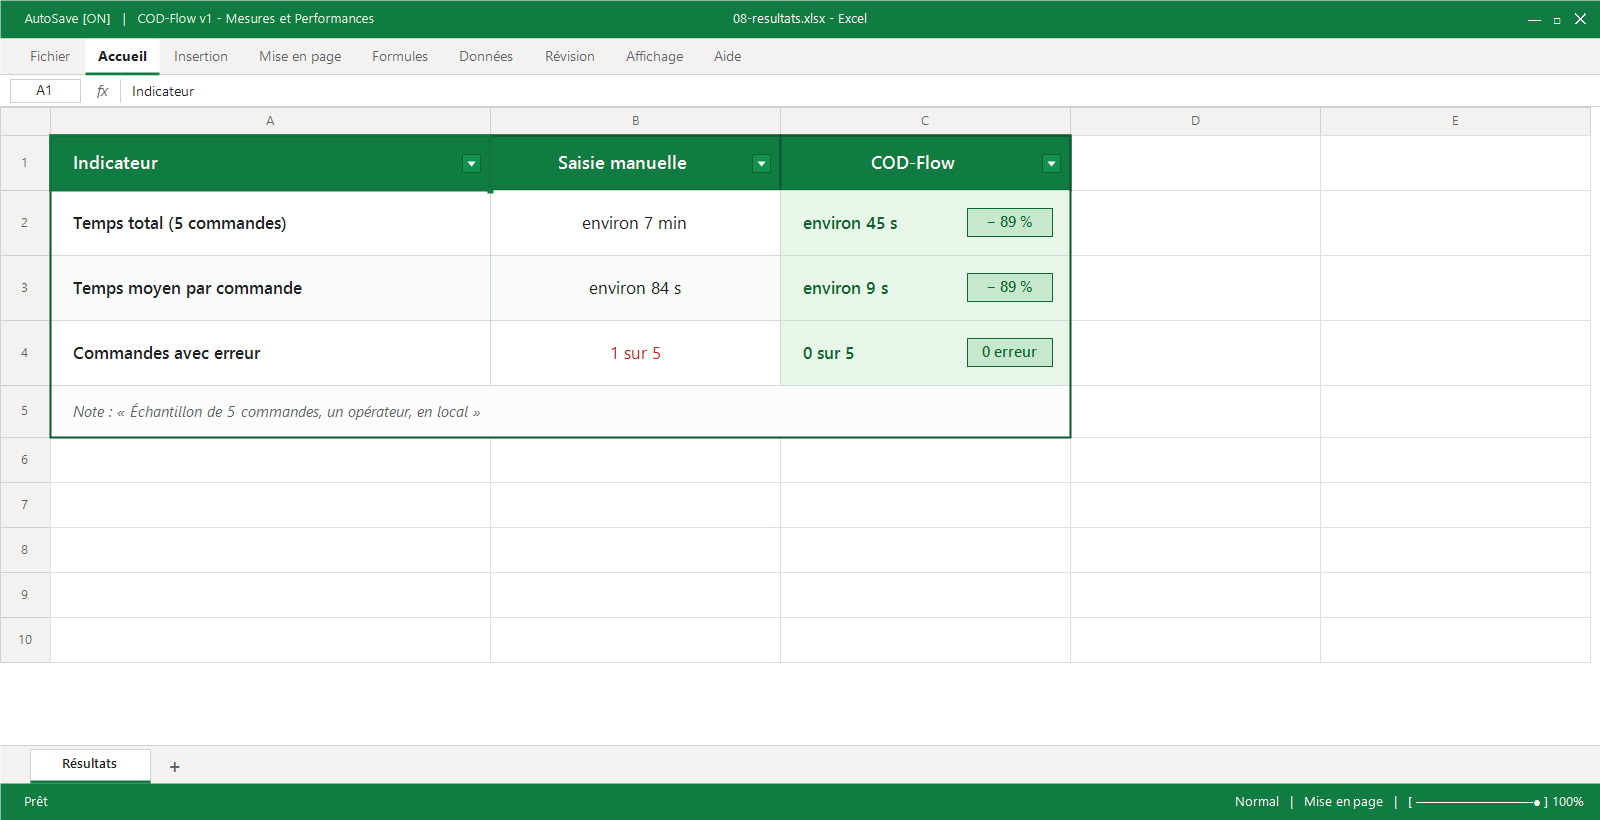 AutoSave [ON] | COD-Flow v1 - Mesures et Performances
08-resultats.xlsx - Excel
Fichier Accueil Insertion Mise en page Formules Données Révision Affichage Aide
A1 fx Indicateur
A B C D E
1 Indicateur Saisie manuelle COD-Flow
2 Temps total (5 commandes) environ 7 min environ 45 s − 89 %
3 Temps moyen par commande environ 84 s environ 9 s − 89 %
4 Commandes avec erreur 1 sur 5 0 sur 5 0 erreur
5 Note : « Échantillon de 5 commandes, un opérateur, en local »
6
7
8
9
10
Résultats +
Prêt
Normal | Mise en page | [ ] 100%